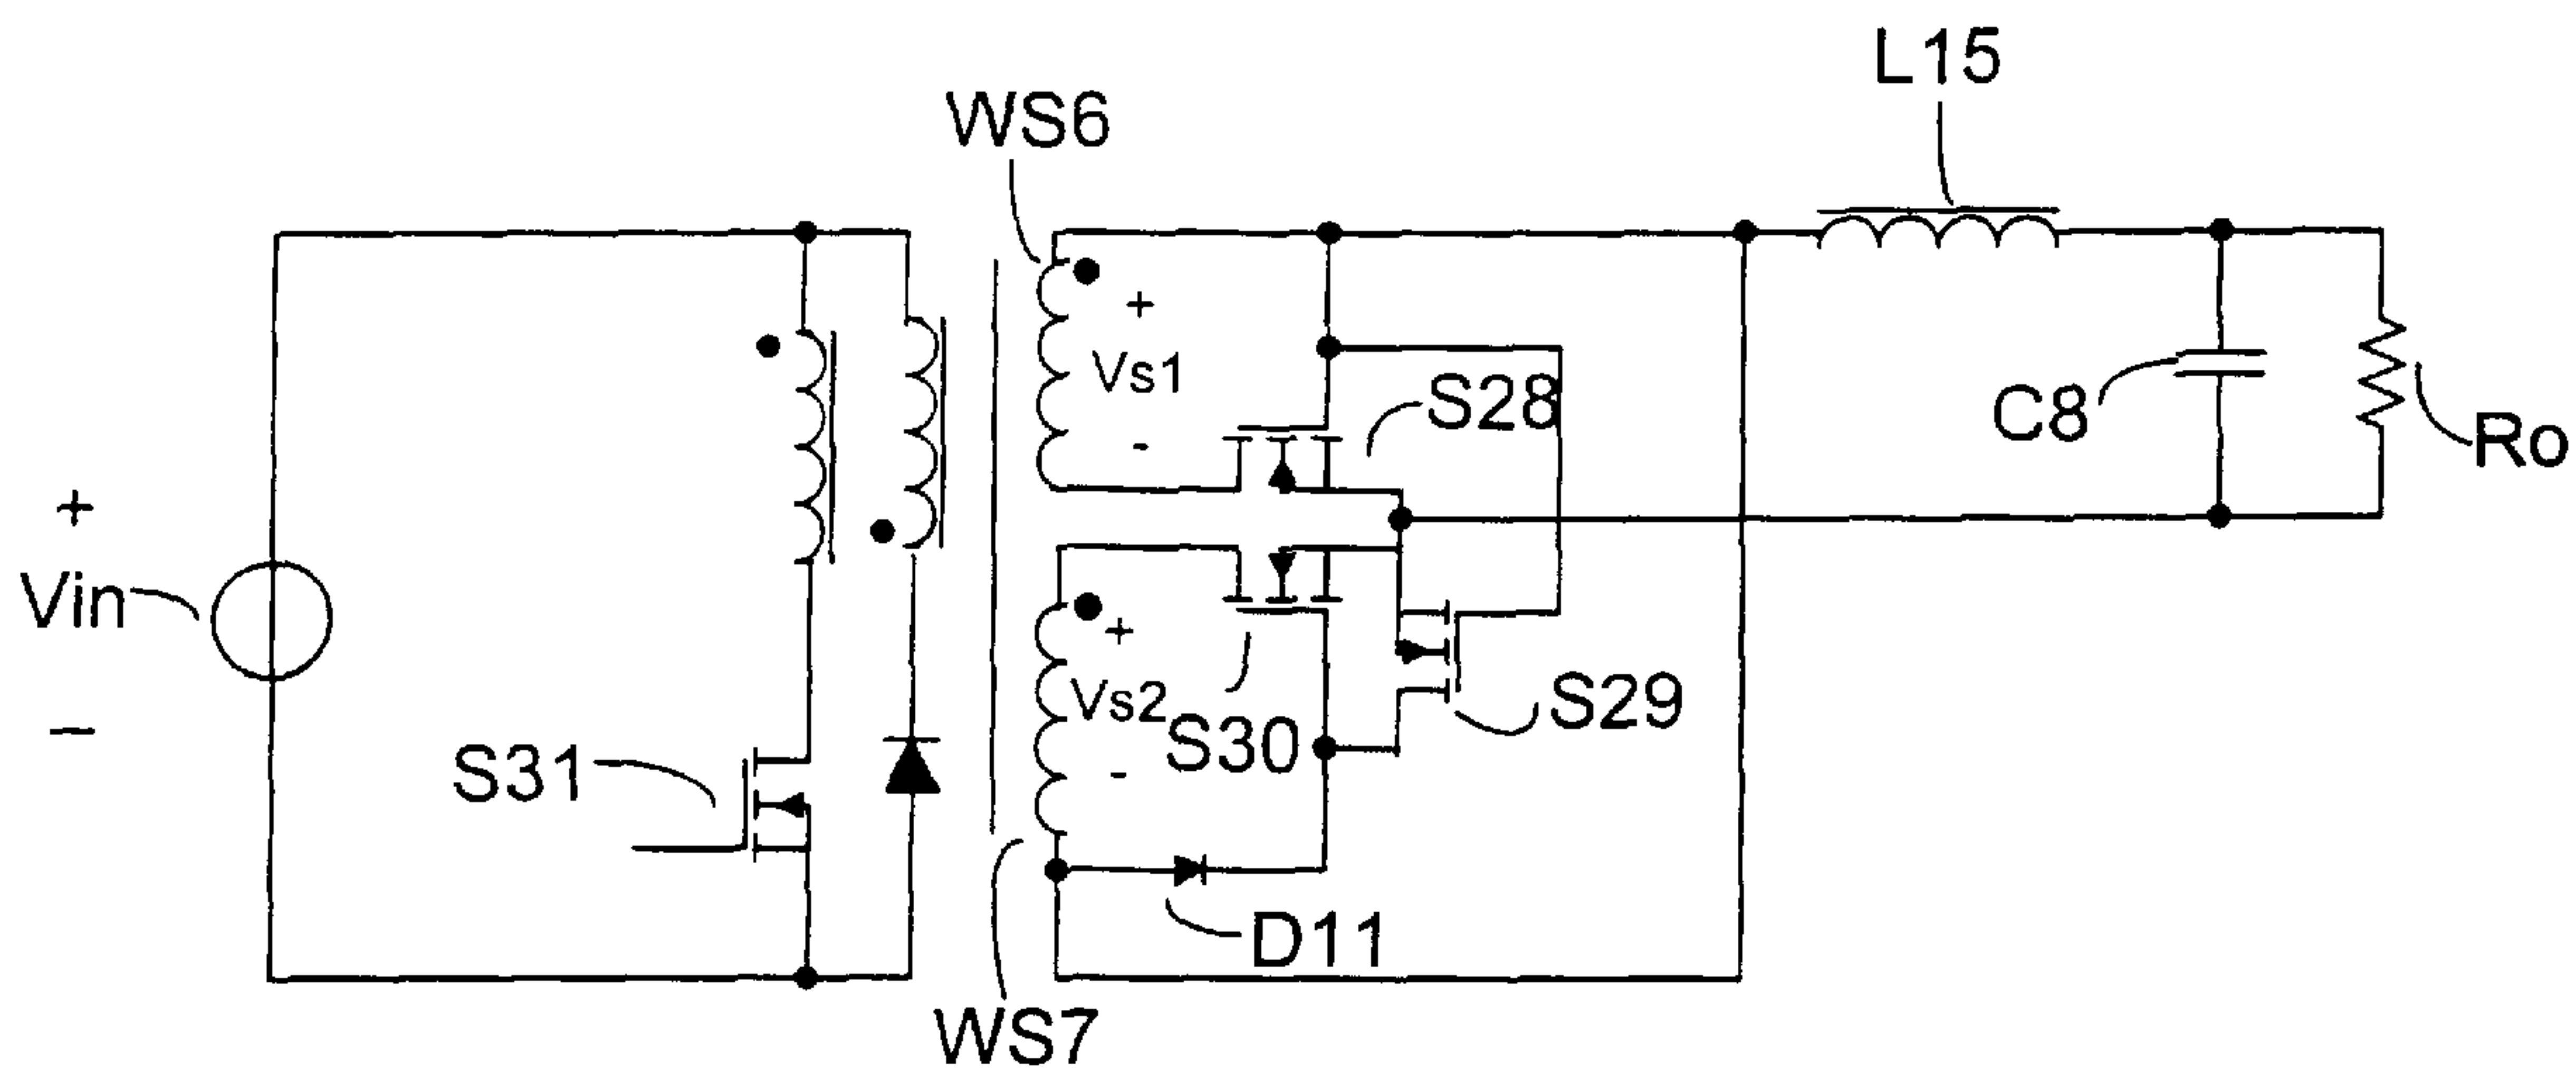 L15
WS6
+
Vs1
-
S28
C8
Ro
+
Vin
-
+
Vs2
-
S30
S29
S31
D11
WS7